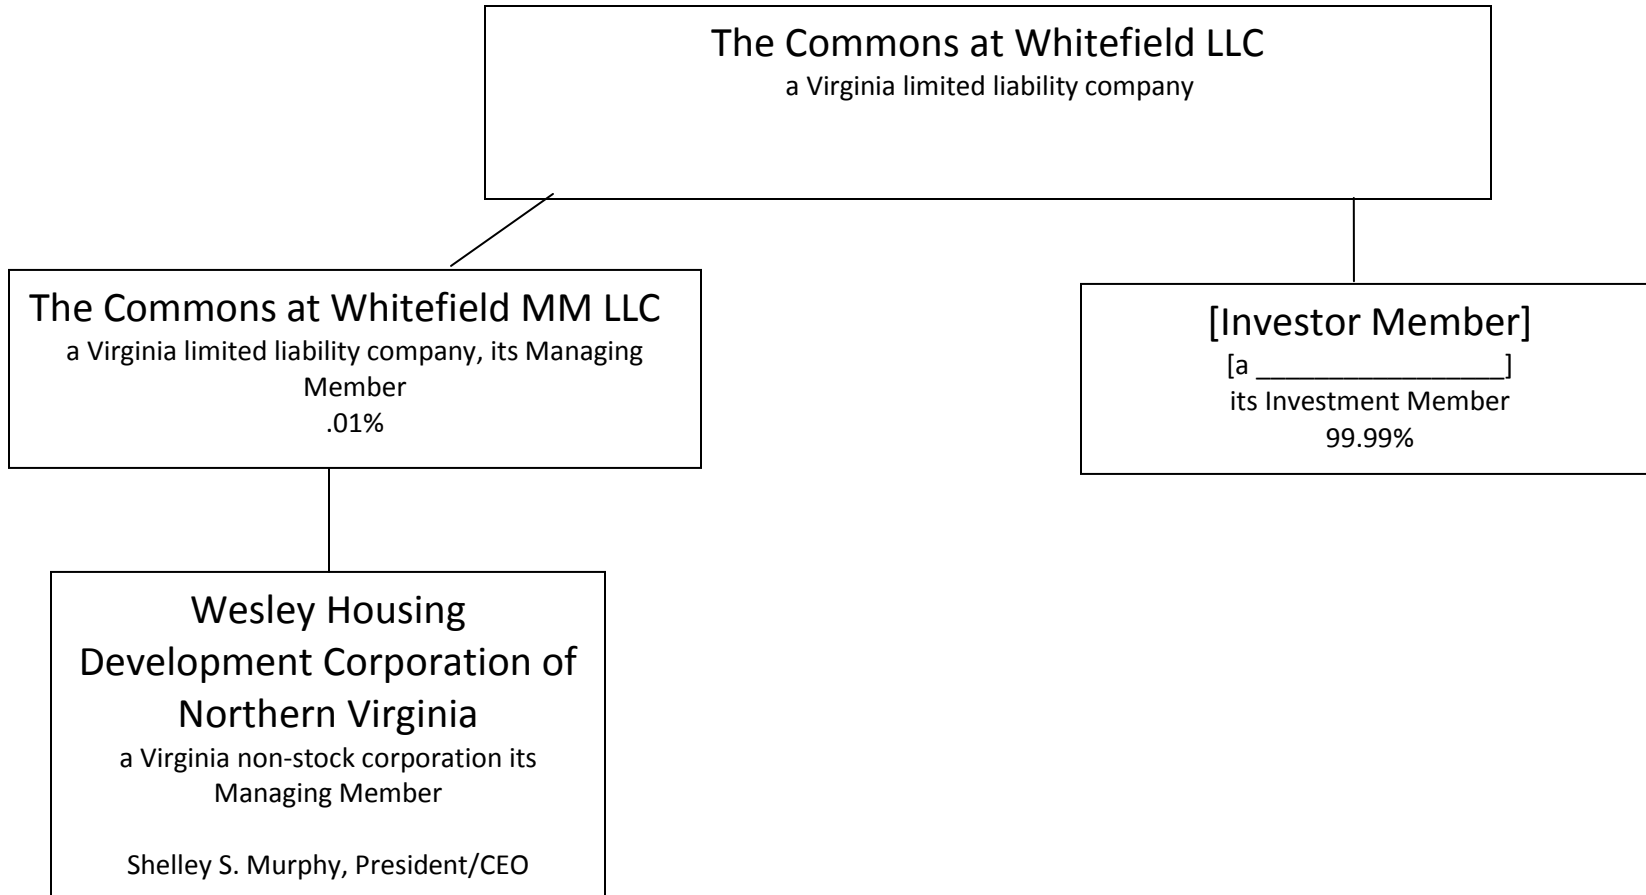 The Commons at Whitefield LLC
a Virginia limited liability company
The Commons at Whitefield MM LLC
a Virginia limited liability company, its Managing
Member
.01%
[Investor Member]
[a _________________]
its Investment Member
99.99%
Wesley Housing
Development Corporation of
Northern Virginia
a Virginia non-stock corporation its
Managing Member
Shelley S. Murphy, President/CEO